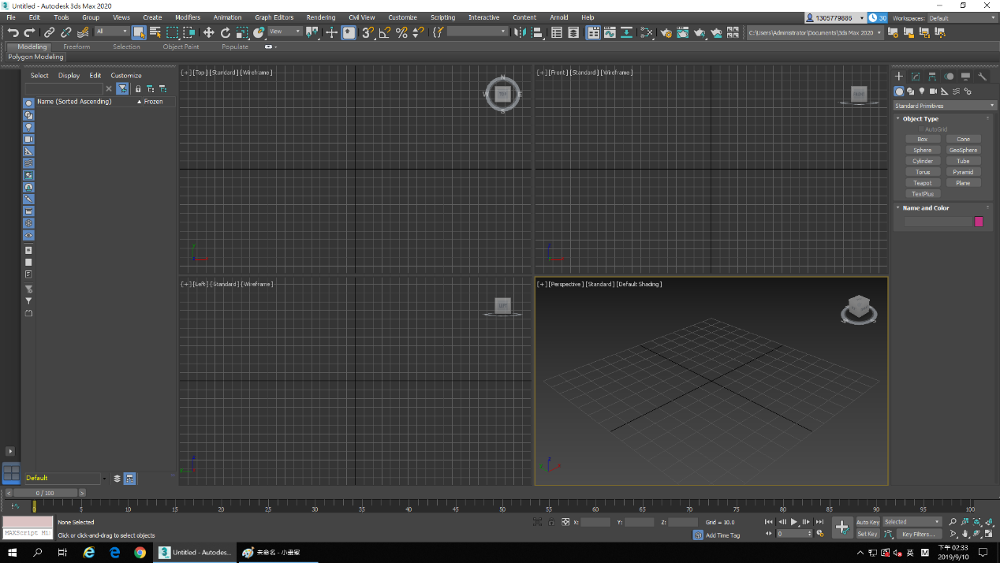 Untitled - Autodesk 3ds Max 2020
File Edit Tools Group Views Create Modifiers Animation Graph Editors Rendering Civil View Customize Scripting Interactive Content Arnold Help
1305779886 30 Workspaces: Default
All View C:\Users\Administrator\Documents\3ds Max 2020
Modeling Freeform Selection Object Paint Populate
Polygon Modeling
Select Display Edit Customize
Name (Sorted Ascending) ▲ Frozen
[+] [Top] [Standard] [Wireframe]
N
W TOP E
S
[+] [Front] [Standard] [Wireframe]
FRONT
[+] [Left] [Standard] [Wireframe]
LEFT
[+] [Perspective] [Standard] [Default Shading]
Standard Primitives
Object Type
AutoGrid
Box Cone
Sphere GeoSphere
Cylinder Tube
Torus Pyramid
Teapot Plane
TextPlus
Name and Color
Default
< 0 / 100 >
0 5 10 15 20 25 30 35 40 45 50 55 60 65 70 75 80 85 90 95 100
None Selected X: Y: Z: Grid = 10.0 Auto Key Selected
MAXScript Mi Click or click-and-drag to select objects Add Time Tag 0 Set Key Key Filters...
Untitled - Autodes... 未命名 - 小畫家 英 M 下午 02:33
2019/9/10